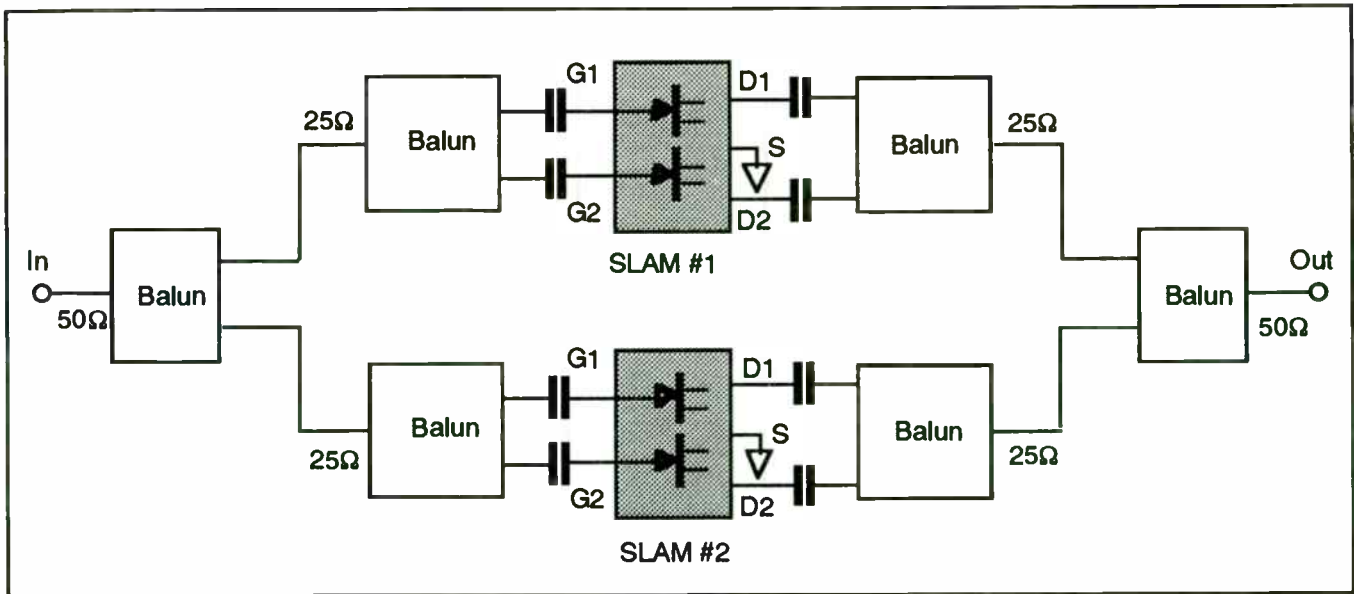 G1
D1
25Ω
Balun
S
Balun
25Ω
G2
D2
SLAM #1
In
Balun
50Ω
Balun
Out
50Ω
G1
D1
Balun
S
Balun
25Ω
25Ω
G2
D2
SLAM #2